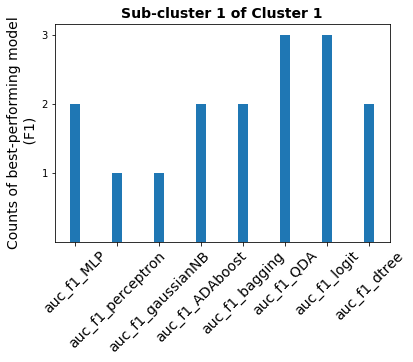 Sub-cluster 1 of Cluster 1
Counts of best-performing model
(F1)
3
2
1
auc_f1_MLP
auc_f1_perceptron
auc_f1_gaussianNB
auc_f1_ADAboost
auc_f1_bagging
auc_f1_QDA
auc_f1_logit
auc_f1_dtree